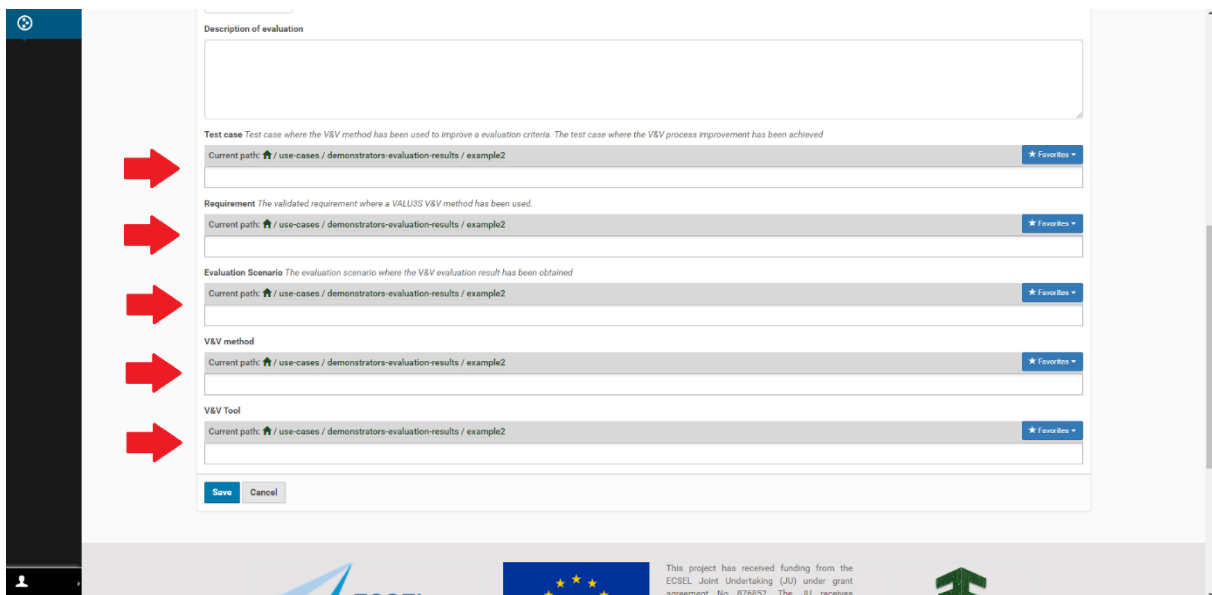 Description of evaluation
Test case Test case where the V&V method has been used to improve a evaluation criteria. The test case where the V&V process improvement has been achieved
Current path: / use-cases / demonstrators-evaluation-results / example2
★ Favorites
Requirement The validated requirement where a VALU3S V&V method has been used.
Current path: / use-cases / demonstrators-evaluation-results / example2
★ Favorites
Evaluation Scenario The evaluation scenario where the V&V evaluation result has been obtained
Current path: / use-cases / demonstrators-evaluation-results / example2
★ Favorites
V&V method
Current path: / use-cases / demonstrators-evaluation-results / example2
★ Favorites
V&V Tool
Current path: / use-cases / demonstrators-evaluation-results / example2
★ Favorites
Save Cancel
This project has received funding from the
ECSEL Joint Undertaking (JU) under grant
agreement No 876852. The JU receives